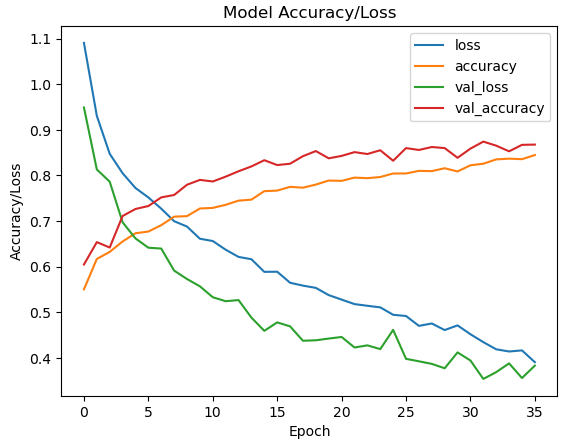 Model Accuracy/Loss
1.1
1.0
0.9
0.8
0.7
0.6
0.5
0.4
Accuracy/Loss
loss
accuracy
val_loss
val_accuracy
0 5 10 15 20 25 30 35
Epoch